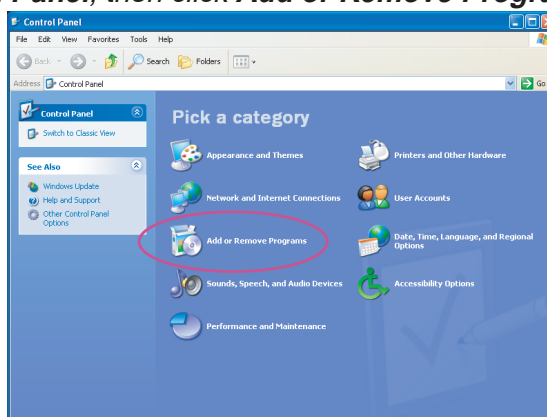 Panel, then click Add or Remove Progr
Control Panel
File Edit View Favorites Tools Help
Back Search Folders
Address Control Panel Go
Control Panel
Switch to Classic View
See Also
Windows Update
Help and Support
Other Control Panel
Options
Pick a category
Appearance and Themes
Printers and Other Hardware
Network and Internet Connections
User Accounts
Add or Remove Programs
Date, Time, Language, and Regional
Options
Sounds, Speech, and Audio Devices
Accessibility Options
Performance and Maintenance